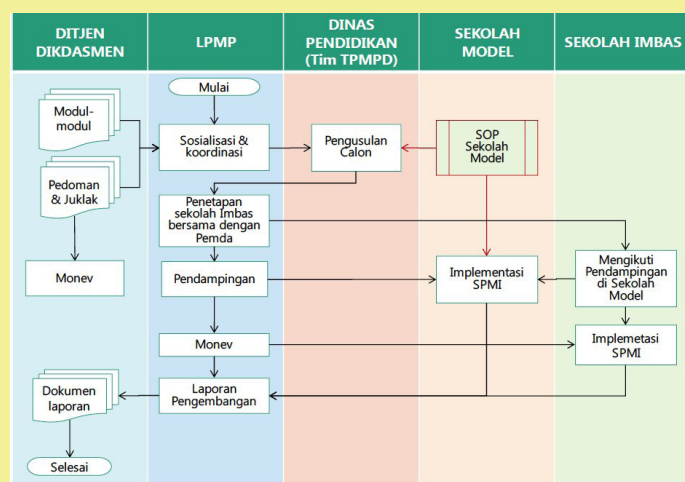 DITJEN
DIKDASMEN
LPMP
DINAS
PENDIDIKAN
(Tim TPMPD)
SEKOLAH
MODEL
SEKOLAH IMBAS
Mulai
Modul-
modul
Sosialisasi &
koordinasi
Pengusulan
Calon
SOP
Sekolah
Model
Pedoman
& Juklak
Penetapan
sekolah Imbas
bersama dengan
Pemda
Monev
Pendampingan
Implementasi
SPMI
Mengikuti
Pendampingan
di Sekolah
Model
Monev
Implemetasi
SPMI
Dokumen
laporan
Laporan
Pengembangan
Selesai